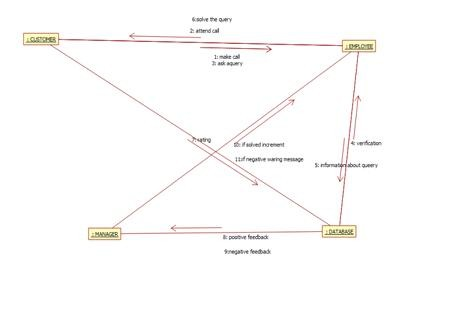 6:solve the query
2: attend call
: CUSTOMER
: EMPLOYEE
1: make call
3: ask aquery
7: rating
10: if solved increment
4: verification
11:if negative waring message
5: information about queery
: MANAGER
: DATABASE
8: positive feedback
9:negative feedback